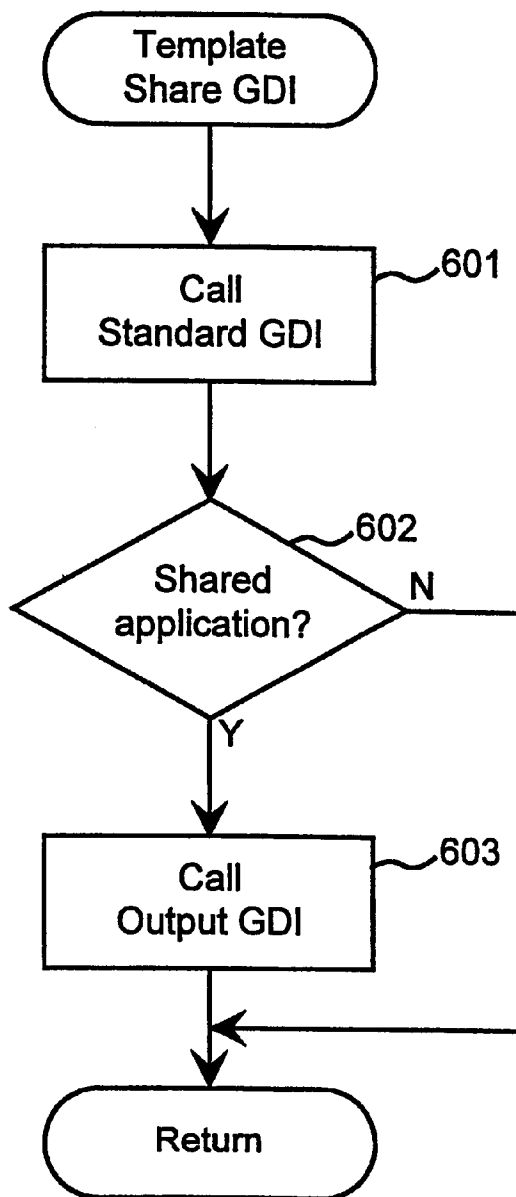 Template
Share GDI
601
Call
Standard GDI
602
Shared
application?
N
Y
603
Call
Output GDI
Return